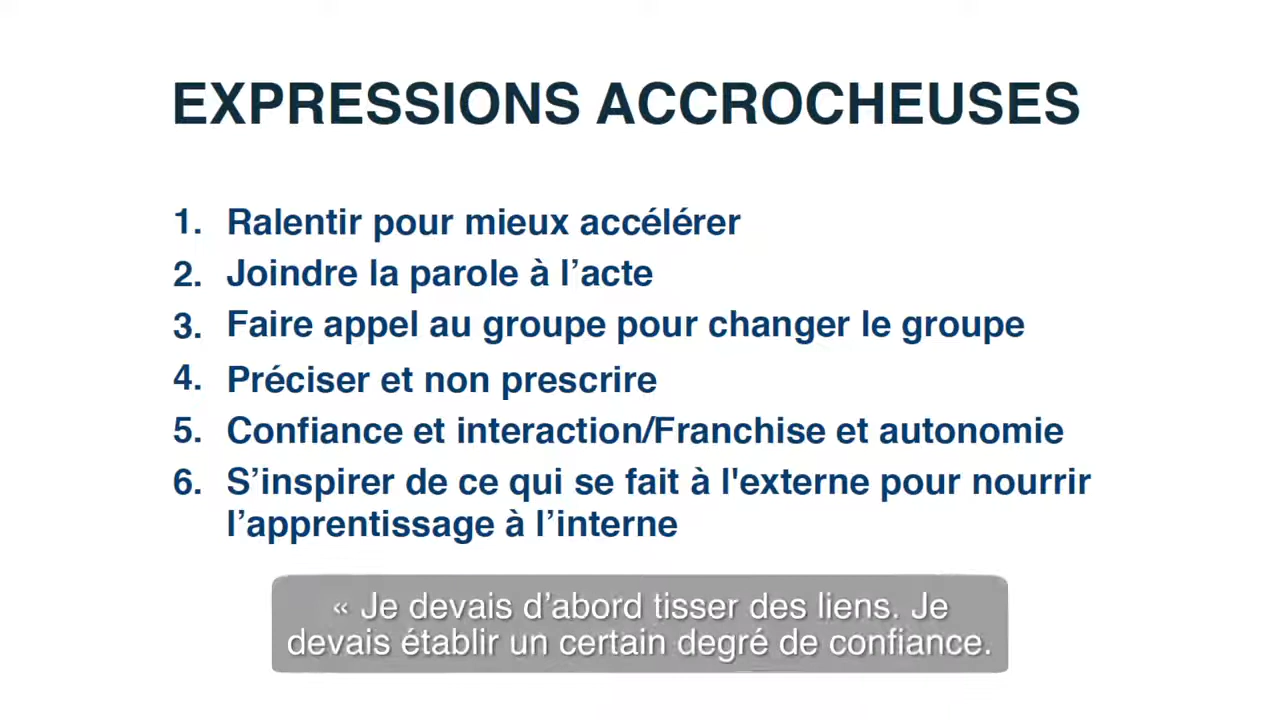 EXPRESSIONS ACCROCHEUSES
1. Ralentir pour mieux accélérer
2. Joindre la parole à l’acte
3. Faire appel au groupe pour changer le groupe
4. Préciser et non prescrire
5. Confiance et interaction/Franchise et autonomie
6. S’inspirer de ce qui se fait à l'externe pour nourrir
l’apprentissage à l’interne
« Je devais d’abord tisser des liens. Je
devais établir un certain degré de confiance.